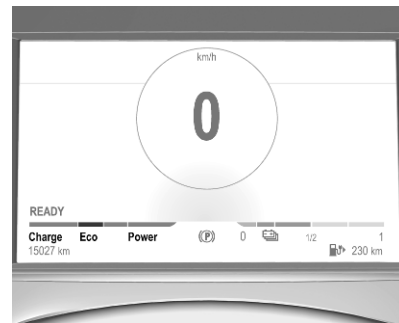 km/h
0
READY
Charge Eco Power (P) 0 1/2 1
15027 km 230 km